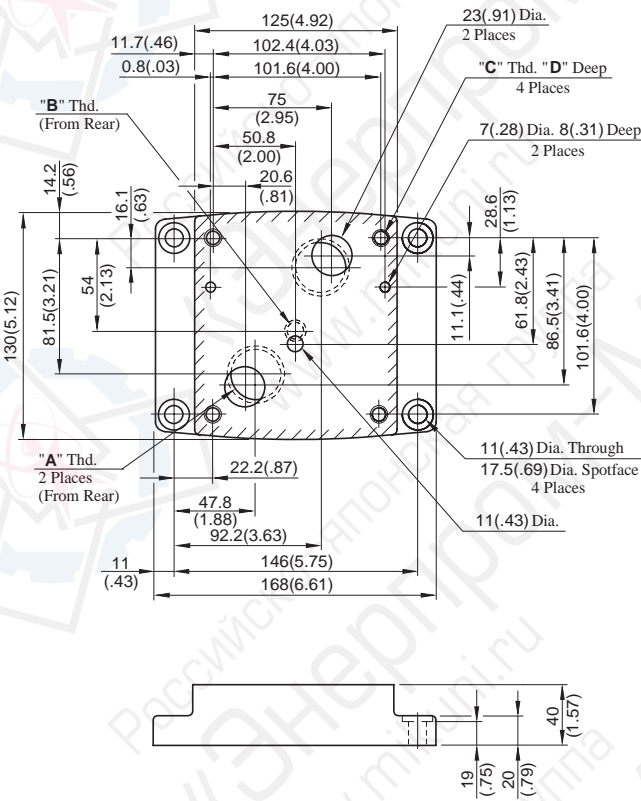 125(4.92)
23(.91) Dia.
2 Places
11.7(.46)
102.4(4.03)
0.8(.03)
101.6(4.00)
"C" Thd. "D" Deep
4 Places
75
(2.95)
"B" Thd.
(From Rear)
7(.28) Dia. 8(.31) Deep
2 Places
50.8
(2.00)
20.6
(.81)
14.2
(.56)
16.1
(.63)
28.6
(1.13)
130(5.12)
81.5(3.21)
54
(2.13)
11.1(.44)
61.8(2.43)
86.5(3.41)
101.6(4.00)
"A" Thd.
2 Places
(From Rear)
22.2(.87)
11(.43) Dia. Through
17.5(.69) Dia. Spotface
4 Places
47.8
(1.88)
11(.43) Dia.
92.2(3.63)
11
(.43)
146(5.75)
168(6.61)
40
(1.57)
19
(.75)
20
(.79)